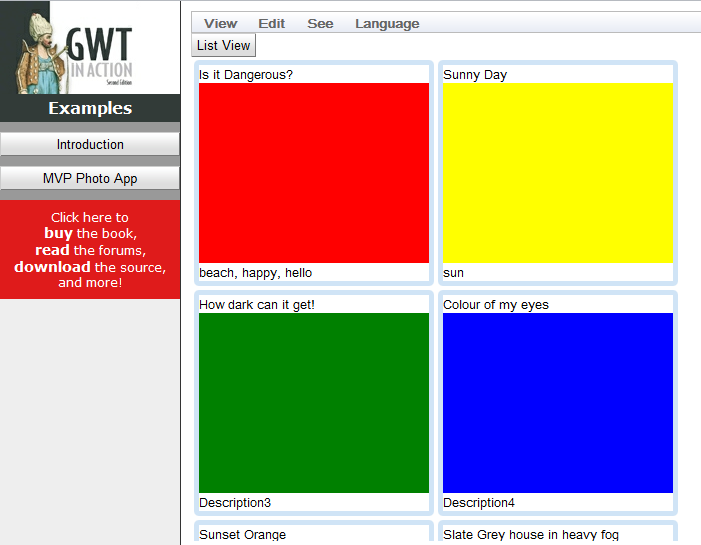 GWT
IN ACTION
Second Edition
Examples
Introduction
MVP Photo App
Click here to
buy the book,
read the forums,
download the source,
and more!
View Edit See Language
List View
Is it Dangerous?
beach, happy, hello
Sunny Day
sun
How dark can it get!
Description3
Colour of my eyes
Description4
Sunset Orange
Slate Grey house in heavy fog